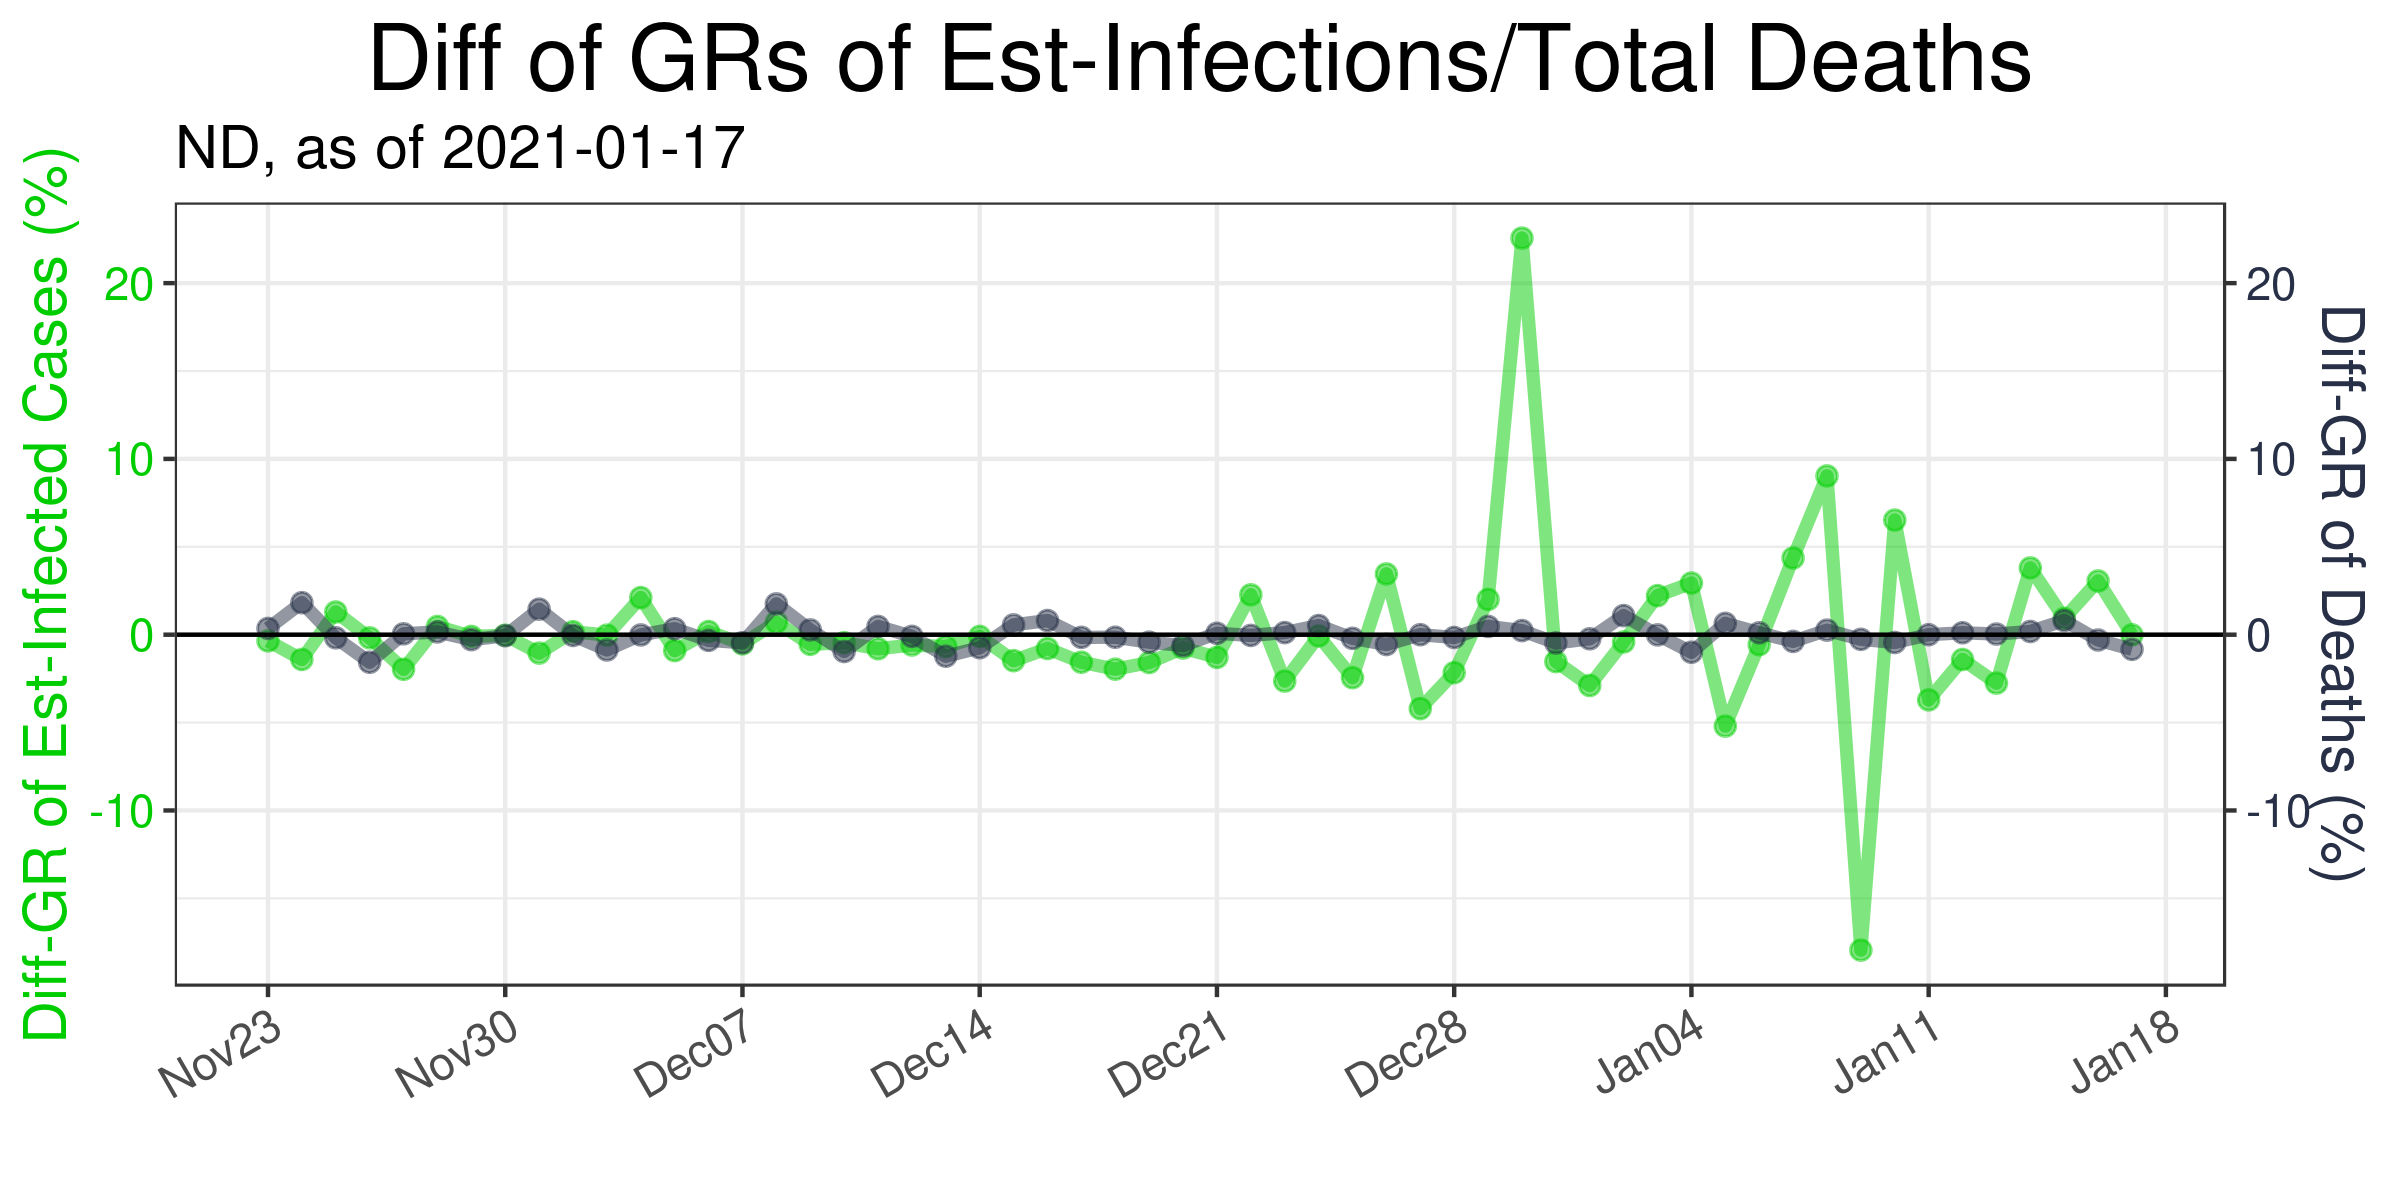 Diff of GRs of Est-Infections/Total Deaths
ND, as of 2021-01-17
Diff-GR of Est-Infected Cases (%)
20
10
0
-10
20
10
0
-10
Diff-GR of Deaths (%)
Nov23
Nov30
Dec07
Dec14
Dec21
Dec28
Jan04
Jan11
Jan18